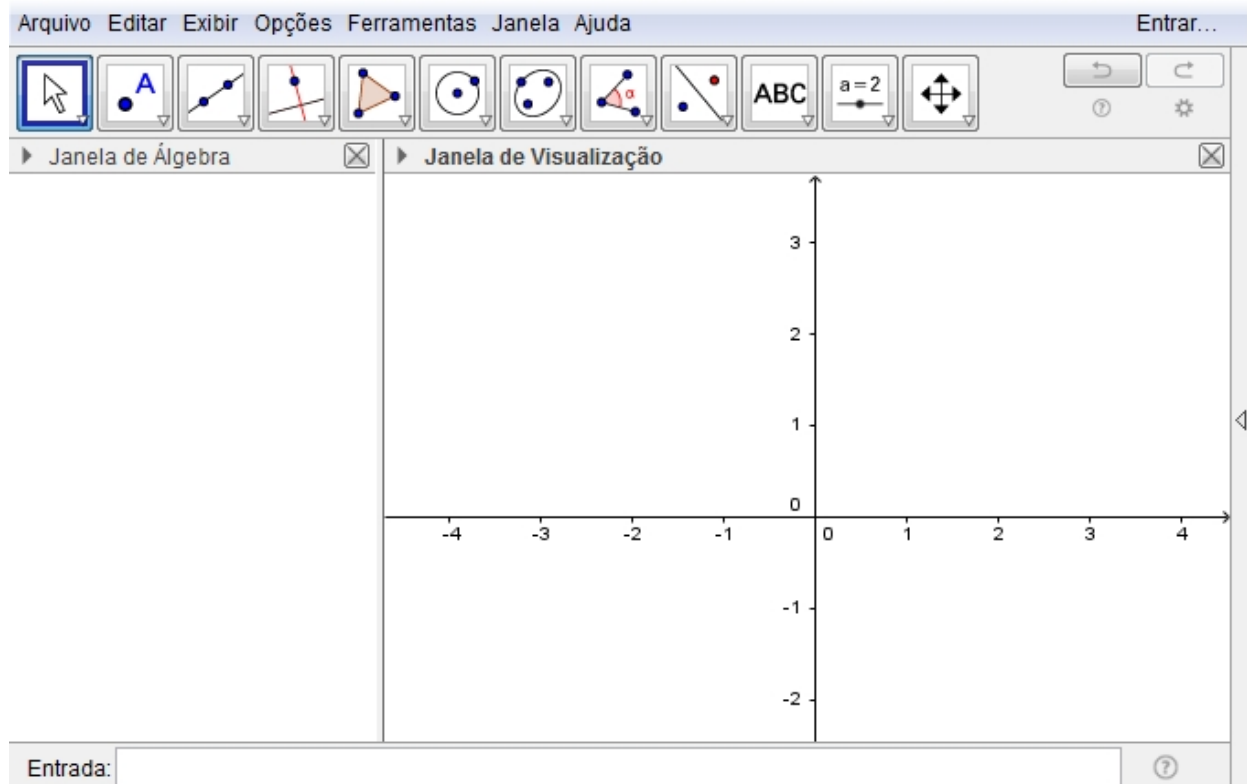 Arquivo Editar Exibir Opções Ferramentas Janela Ajuda Entrar...
A α ABC a=2
Janela de Álgebra Janela de Visualização
3
2
1
0
-4 -3 -2 -1 0 1 2 3 4
-1
-2
Entrada: